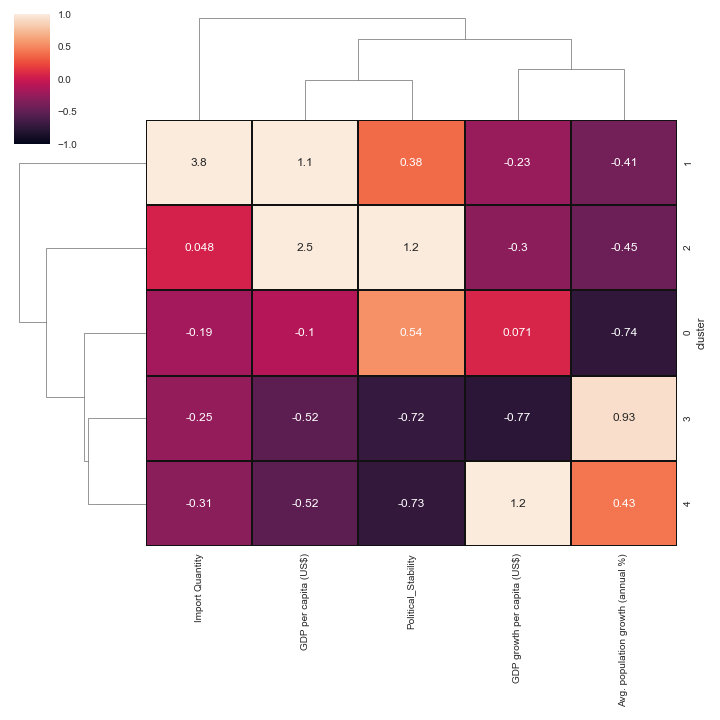 1.0
0.5
0.0
−0.5
−1.0
3.8 1.1 0.38 -0.23 -0.41 1
0.048 2.5 1.2 -0.3 -0.45 2
-0.19 -0.1 0.54 0.071 -0.74 0
cluster
-0.25 -0.52 -0.72 -0.77 0.93 3
-0.31 -0.52 -0.73 1.2 0.43 4
Import Quantity
GDP per capita (US$)
Political_Stability
GDP growth per capita (US$)
Avg. population growth (annual %)